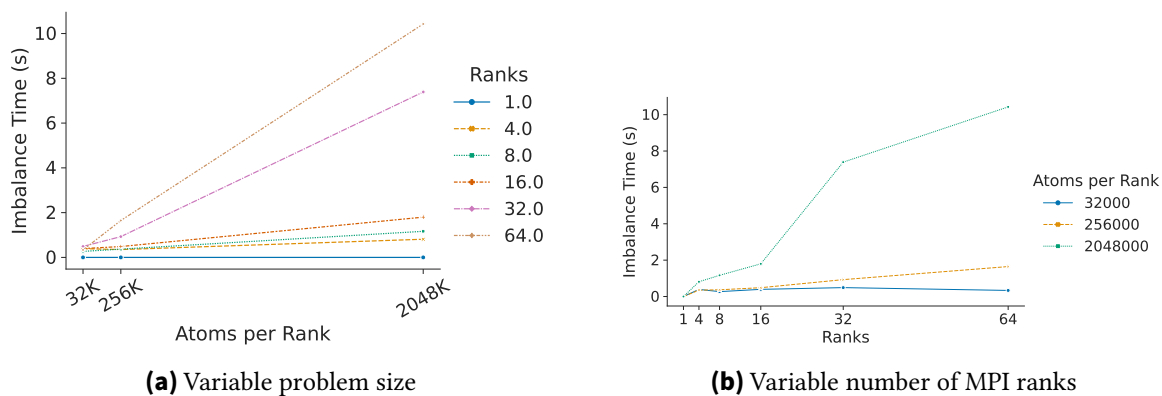 10
8
6
4
2
0
Imbalance Time (s)
32K
256K
2048K
Atoms per Rank
Ranks
1.0
4.0
8.0
16.0
32.0
64.0
(a) Variable problem size
10
8
6
4
2
0
Imbalance Time (s)
1 4 8 16 32 64
Ranks
Atoms per Rank
32000
256000
2048000
(b) Variable number of MPI ranks